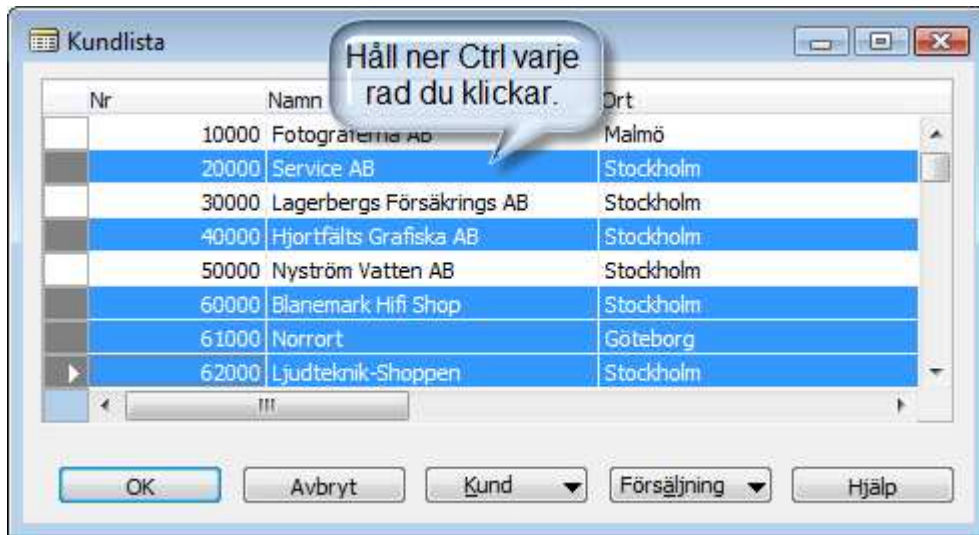 Kundlista
Håll ner Ctrl varje
rad du klickar.
Nr Namn Ort
10000 Fotograferna AB Malmö
20000 Service AB Stockholm
30000 Lagerbergs Försäkrings AB Stockholm
40000 Hjortfälts Grafiska AB Stockholm
50000 Nyström Vatten AB Stockholm
60000 Blanemark Hifi Shop Stockholm
61000 Norrort Göteborg
62000 Ljudteknik-Shoppen Stockholm
OK Avbryt Kund Försäljning Hjälp